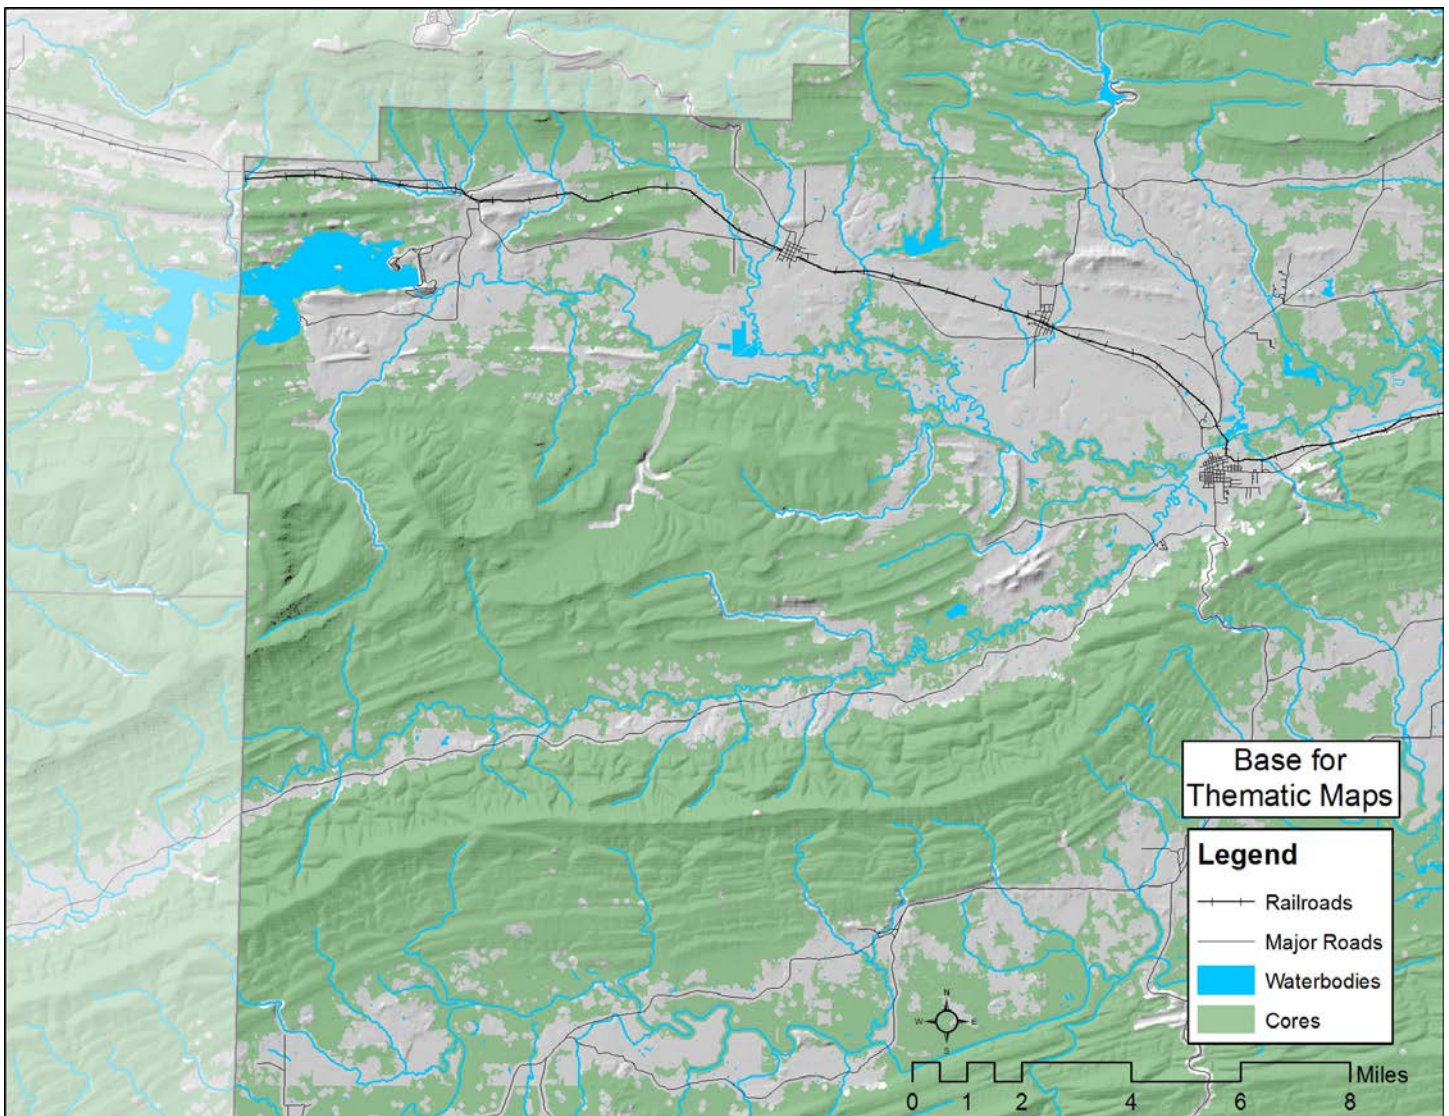 Base for
Thematic Maps
Legend
Railroads
Major Roads
Waterbodies
Cores
N
W E
S
Miles
0 1 2 4 6 8